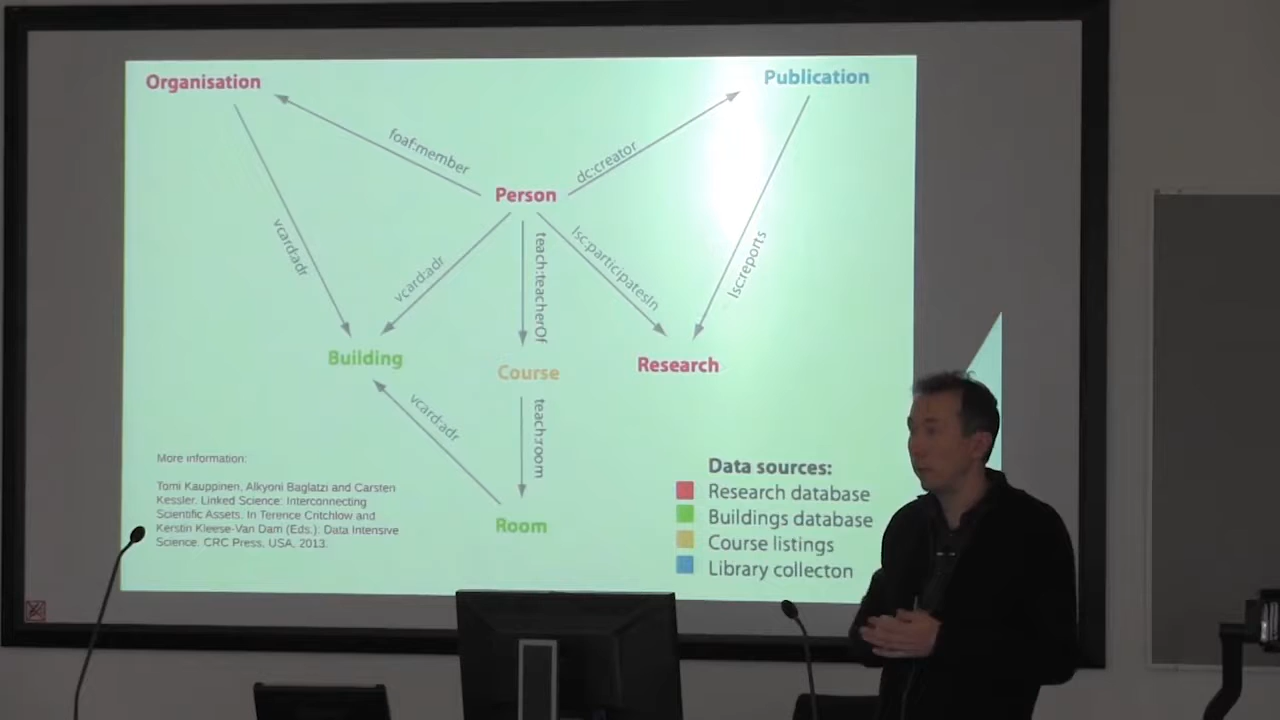 Organisation
Publication
foaf:member
dc:creator
Person
vcard:adr
vcard:adr
teach:teacherOf
lsc:participatesIn
lsc:reports
Building
Course
Research
vcard:adr
teach:room
Room
More information:
Tomi Kauppinen, Alkyoni Baglatzi and Carsten
Kessler. Linked Science: Interconnecting
Scientific Assets. In Terence Critchlow and
Kerstin Kleese-Van Dam (Eds.): Data Intensive
Science. CRC Press, USA, 2013.
Data sources:
Research database
Buildings database
Course listings
Library collecton